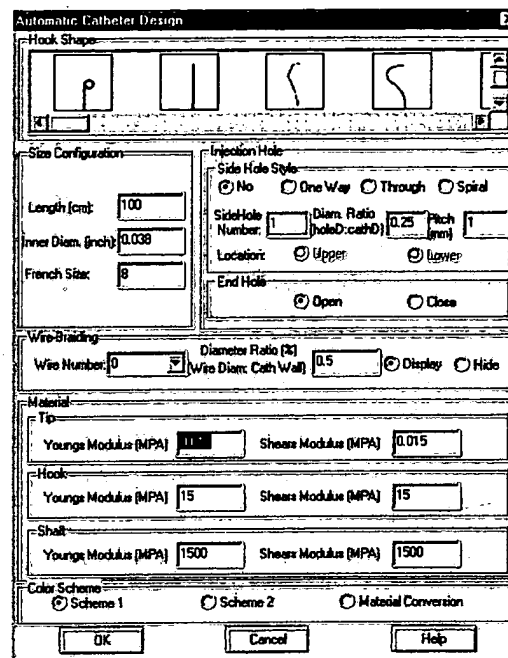 Automatic Catheter Design
Hook Shape
Size Configuration
Length (cm): 100
Inner Diam. (inch): 0.038
French Size: 8
Injection Hole
Side Hole Style
No One Way Through Spiral
SideHole Number: 1 Diam. Ratio (holeD:cathD) 0.25 Pitch (mm) 1
Location: Upper Lower
End Hole
Open Close
Wire-Braiding
Wire Number: 0 Diameter Ratio (%) (Wire Diam: Cath Wall) 0.5 Display Hide
Material
Tip
Youngs Modulus (MPA) Shears Modulus (MPA) 0.015
Hook
Youngs Modulus (MPA) 15 Shears Modulus (MPA) 15
Shaft
Youngs Modulus (MPA) 1500 Shears Modulus (MPA) 1500
Color Scheme
Scheme 1 Scheme 2 Material Conversion
OK Cancel Help